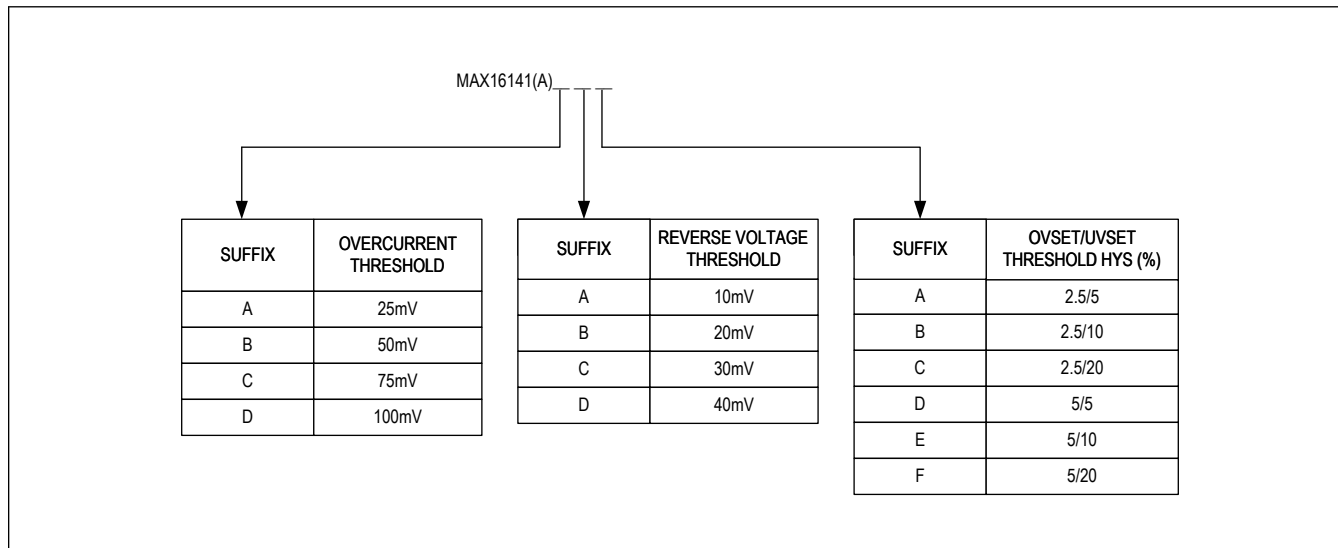 MAX16141(A)_ _ _
SUFFIX OVERCURRENT
THRESHOLD
A 25mV
B 50mV
C 75mV
D 100mV
SUFFIX REVERSE VOLTAGE
THRESHOLD
A 10mV
B 20mV
C 30mV
D 40mV
SUFFIX OVSET/UVSET
THRESHOLD HYS (%)
A 2.5/5
B 2.5/10
C 2.5/20
D 5/5
E 5/10
F 5/20